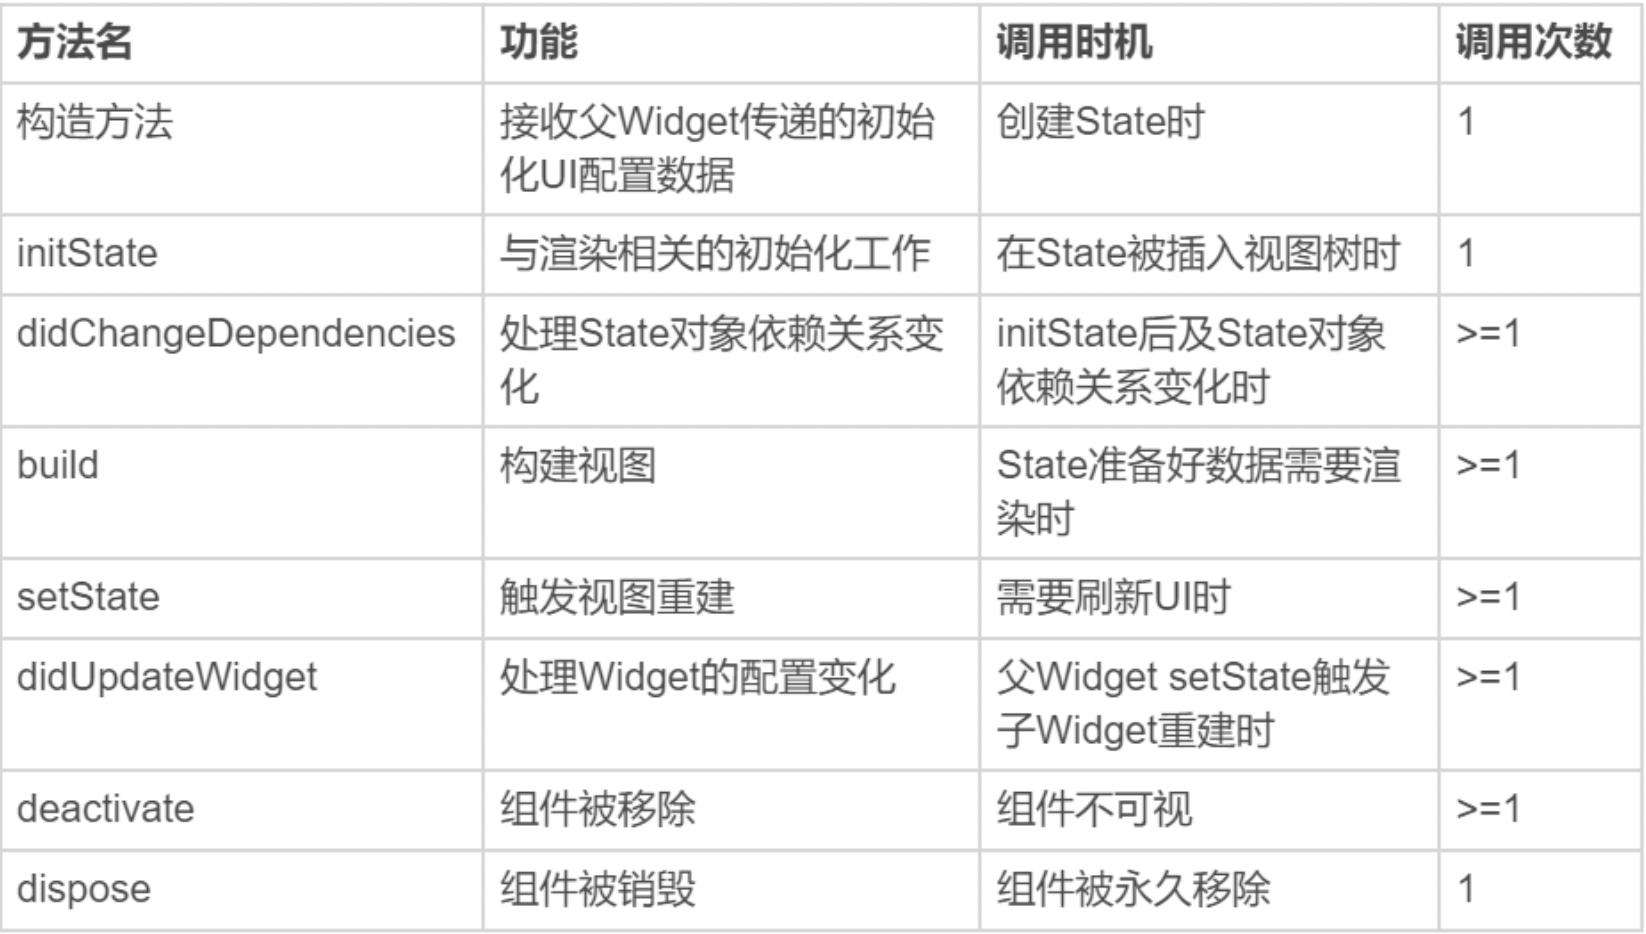 方法名 功能 调用时机 调用次数
构造方法 接收父Widget传递的初始 创建State时 1
化UI配置数据
initState 与渲染相关的初始化工作 在State被插入视图树时 1
didChangeDependencies 处理State对象依赖关系变 initState后及State对象 >=1
化 依赖关系变化时
build 构建视图 State准备好数据需要渲 >=1
染时
setState 触发视图重建 需要刷新UI时 >=1
didUpdateWidget 处理Widget的配置变化 父Widget setState触发 >=1
子Widget重建时
deactivate 组件被移除 组件不可视 >=1
dispose 组件被销毁 组件被永久移除 1